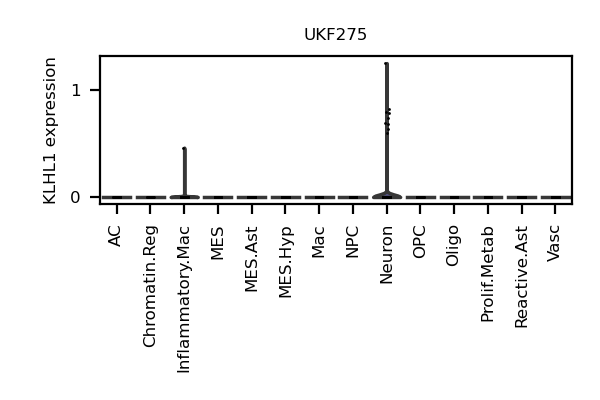 UKF275
KLHL1 expression
1
0
AC
Chromatin.Reg
Inflammatory.Mac
MES
MES.Ast
MES.Hyp
Mac
NPC
Neuron
OPC
Oligo
Prolif.Metab
Reactive.Ast
Vasc